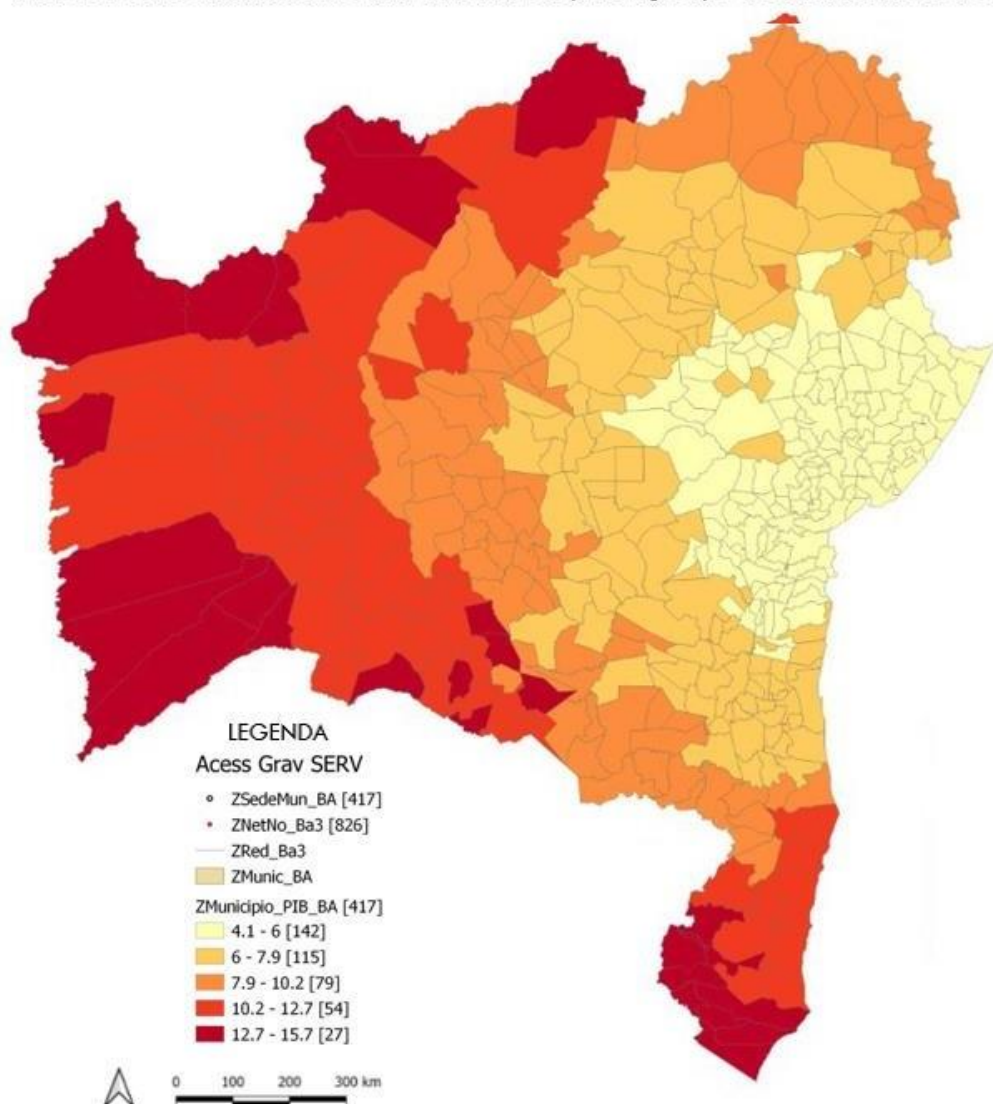 LEGENDA
Acess Grav SERV
ZSedeMun_BA [417]
ZNetNo_Ba3 [826]
ZRed_Ba3
ZMunic_BA
ZMunicipio_PIB_BA [417]
4.1 - 6 [142]
6 - 7.9 [115]
7.9 - 10.2 [79]
10.2 - 12.7 [54]
12.7 - 15.7 [27]
0 100 200 300 km